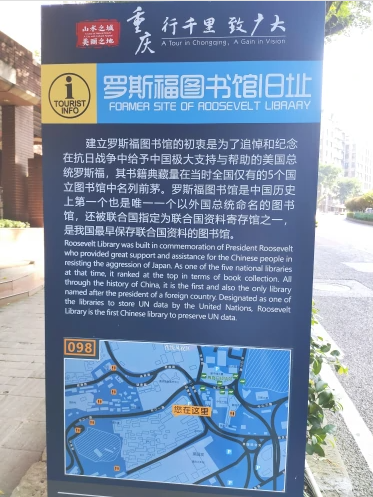 山水之城
美丽之地
重庆 行千里 致广大
A Tour in Chongqing, A Gain in Vision
i
TOURIST
INFO
罗斯福图书馆旧址
FORMER SITE OF ROOSEVELT LIBRARY
建立罗斯福图书馆的初衷是为了追悼和纪念
在抗日战争中给予中国极大支持与帮助的美国总
统罗斯福，其书籍典藏量在当时全国仅有的5个国
立图书馆中名列前茅。罗斯福图书馆是中国历史
上第一个也是唯一一个以外国总统命名的图书
馆，还被联合国指定为联合国资料寄存馆之一，
是我国最早保存联合国资料的图书馆。
Roosevelt Library was built in commemoration of President Roosevelt
who provided great support and assistance for the Chinese people in
resisting the aggression of Japan. As one of the five national libraries
at that time, it ranked at the top in terms of book collection. All
through the history of China, it is the first and also the only library
named after the president of a foreign country. Designated as one of
the libraries to store UN data by the United Nations, Roosevelt
Library is the first Chinese library to preserve UN data.
098
您在这里